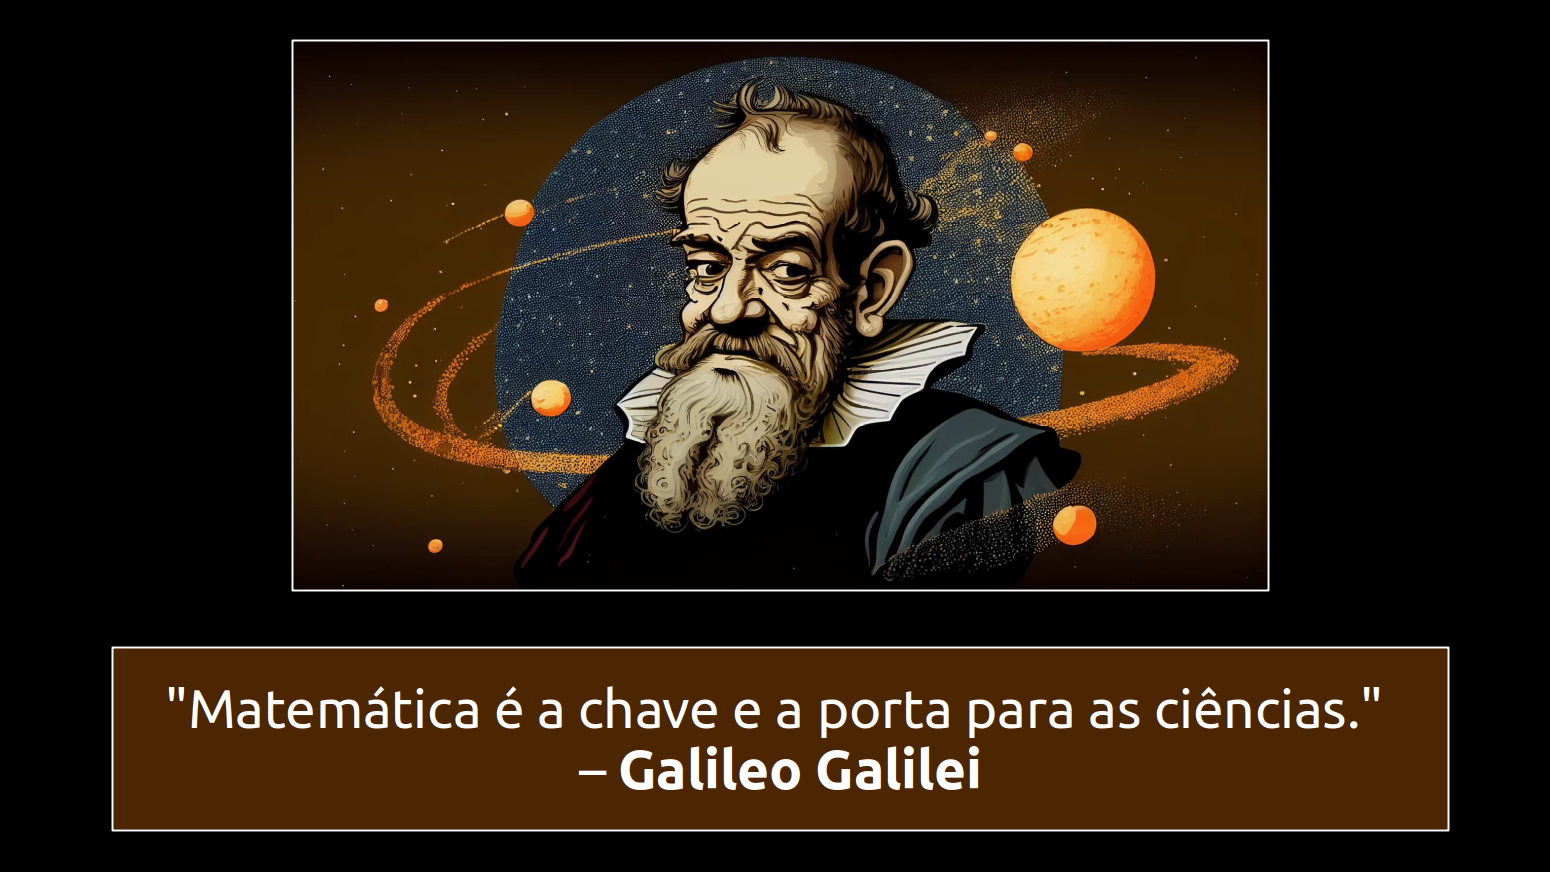 "Matemática é a chave e a porta para as ciências."
– Galileo Galilei